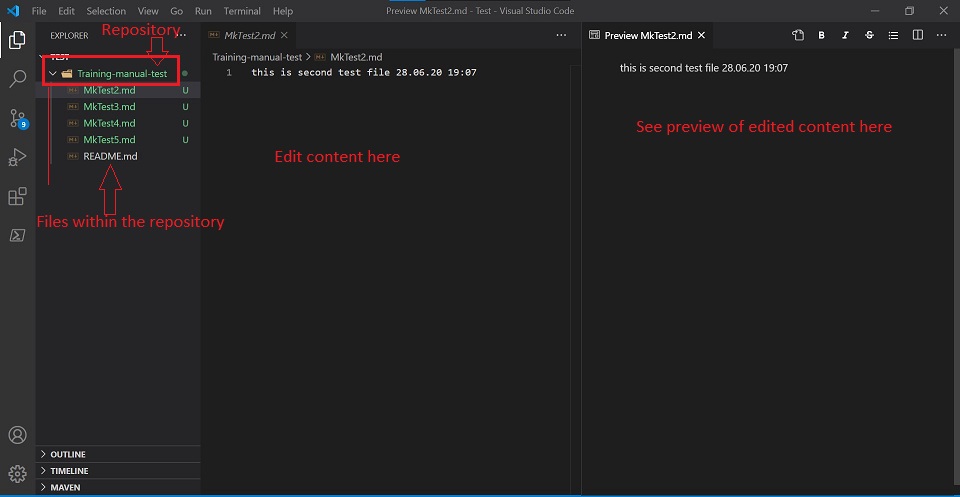 File Edit Selection View Go Run Terminal Help
Preview MkTest2.md - Test - Visual Studio Code
EXPLORER
Repository
TEST
Training-manual-test
MkTest2.md U
MkTest3.md U
MkTest4.md U
MkTest5.md U
README.md
Files within the repository
9
OUTLINE
TIMELINE
MAVEN
MkTest2.md
Training-manual-test > MkTest2.md
1 this is second test file 28.06.20 19:07
Edit content here
Preview MkTest2.md
B I S
this is second test file 28.06.20 19:07
See preview of edited content here